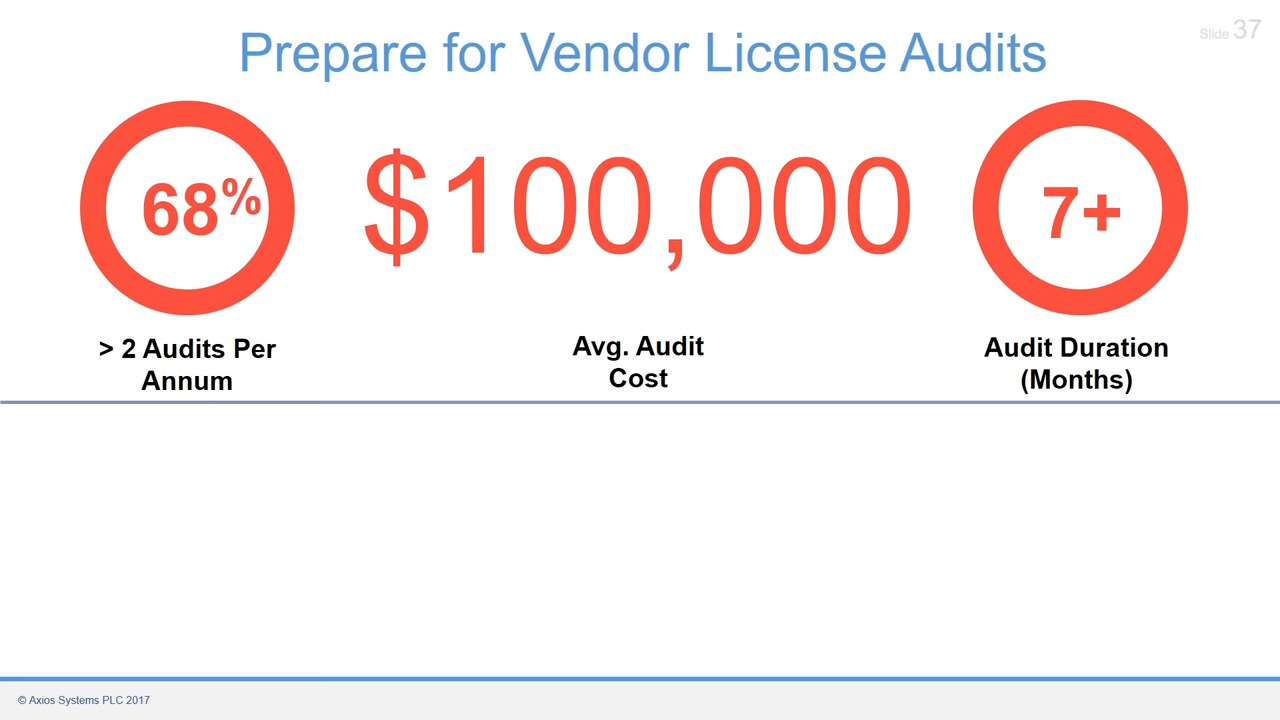 Slide 37
Prepare for Vendor License Audits
68%
$100,000
7+
> 2 Audits Per
Annum
Avg. Audit
Cost
Audit Duration
(Months)
© Axios Systems PLC 2017